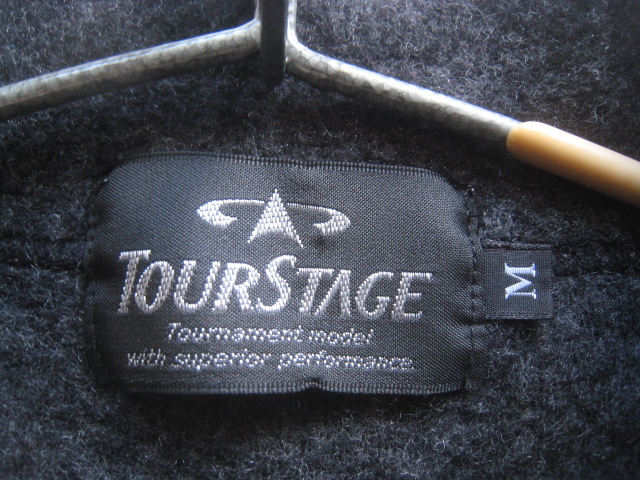 TOURSTAGE
Tournament model
with superior performance.
M